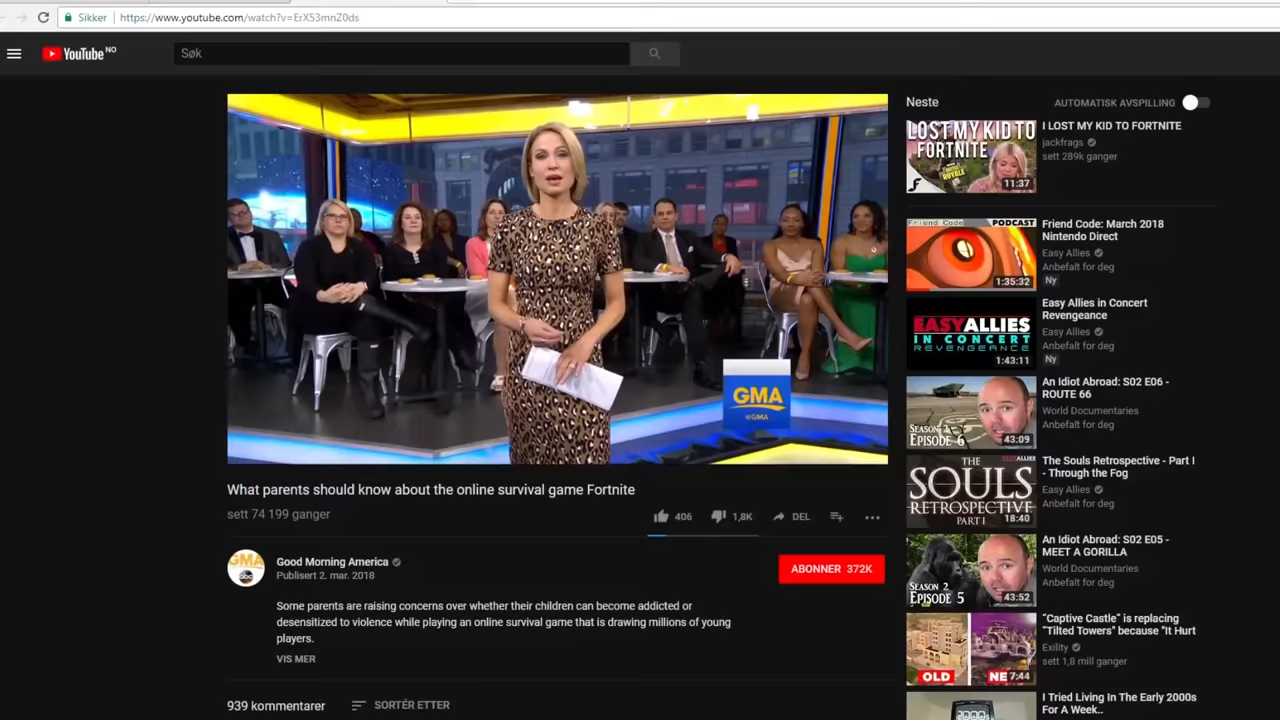 Sikker
https://www.youtube.com/watch?v=ErX53mnZ0ds
YouTube NO
Søk
GMA
@GMA
What parents should know about the online survival game Fortnite
sett 74 199 ganger
406
1,8K
DEL
GMA
abc
Good Morning America
Publisert 2. mar. 2018
ABONNER 372K
Some parents are raising concerns over whether their children can become addicted or
desensitized to violence while playing an online survival game that is drawing millions of young
players.
VIS MER
939 kommentarer
SORTÉR ETTER
Neste
AUTOMATISK AVSPILLING
LOST MY KID TO
FORTNITE
BATTLE
ROYALE
11:37
I LOST MY KID TO FORTNITE
jackfrags
sett 289k ganger
Friend Code
PODCAST
1:35:32
Friend Code: March 2018
Nintendo Direct
Easy Allies
Anbefalt for deg
Ny
EASY ALLIES
IN CONCERT
REVENGEANCE
1:43:11
Easy Allies in Concert
Revengeance
Easy Allies
Anbefalt for deg
Ny
SEASON 2
EPISODE 6
43:09
An Idiot Abroad: S02 E06 -
ROUTE 66
World Documentaries
Anbefalt for deg
EASY ALLIES
THE
SOULS
RETROSPECTIVE
PART I
18:40
The Souls Retrospective - Part I
- Through the Fog
Easy Allies
Anbefalt for deg
SEASON 2
EPISODE 5
43:52
An Idiot Abroad: S02 E05 -
MEET A GORILLA
World Documentaries
Anbefalt for deg
OLD
NE
7:44
"Captive Castle" is replacing
"Tilted Towers" because "It Hurt
Exility
sett 1,8 mill ganger
I Tried Living In The Early 2000s
For A Week..